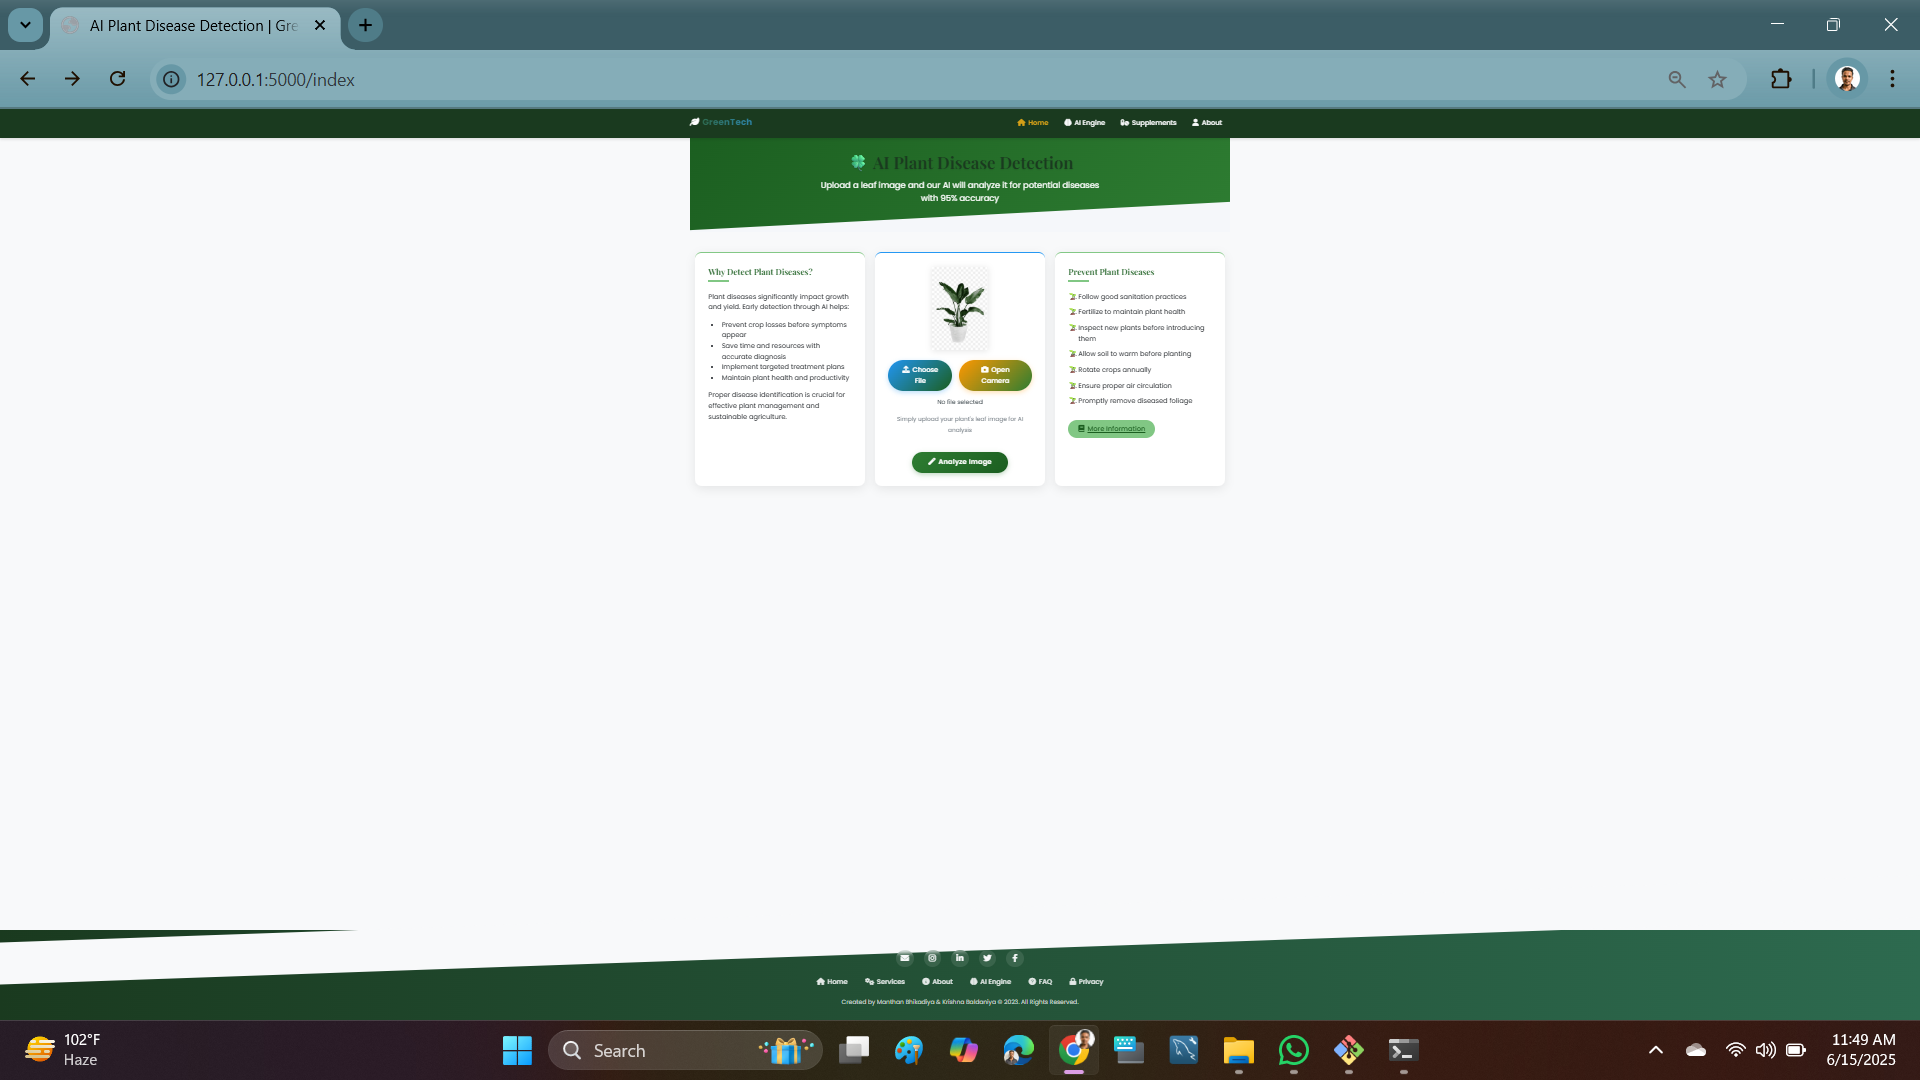 AI Plant Disease Detection | Gre
127.0.0.1:5000/index
GreenTech
Home
AI Engine
Supplements
About
AI Plant Disease Detection
Upload a leaf image and our AI will analyze it for potential diseases
with 95% accuracy
Why Detect Plant Diseases?
Plant diseases significantly impact growth
and yield. Early detection through AI helps:
Prevent crop losses before symptoms
appear
Save time and resources with
accurate diagnosis
Implement targeted treatment plans
Maintain plant health and productivity
Proper disease identification is crucial for
effective plant management and
sustainable agriculture.
Choose
File
Open
Camera
No file selected
Simply upload your plant's leaf image for AI
analysis
Analyze Image
Prevent Plant Diseases
Follow good sanitation practices
Fertilize to maintain plant health
Inspect new plants before introducing
them
Allow soil to warm before planting
Rotate crops annually
Ensure proper air circulation
Promptly remove diseased foliage
More Information
Home
Services
About
AI Engine
FAQ
Privacy
Created by Manthan Bhikadiya & Krishna Baldaniya © 2023. All Rights Reserved.
102°F
Haze
Search
11:49 AM
6/15/2025